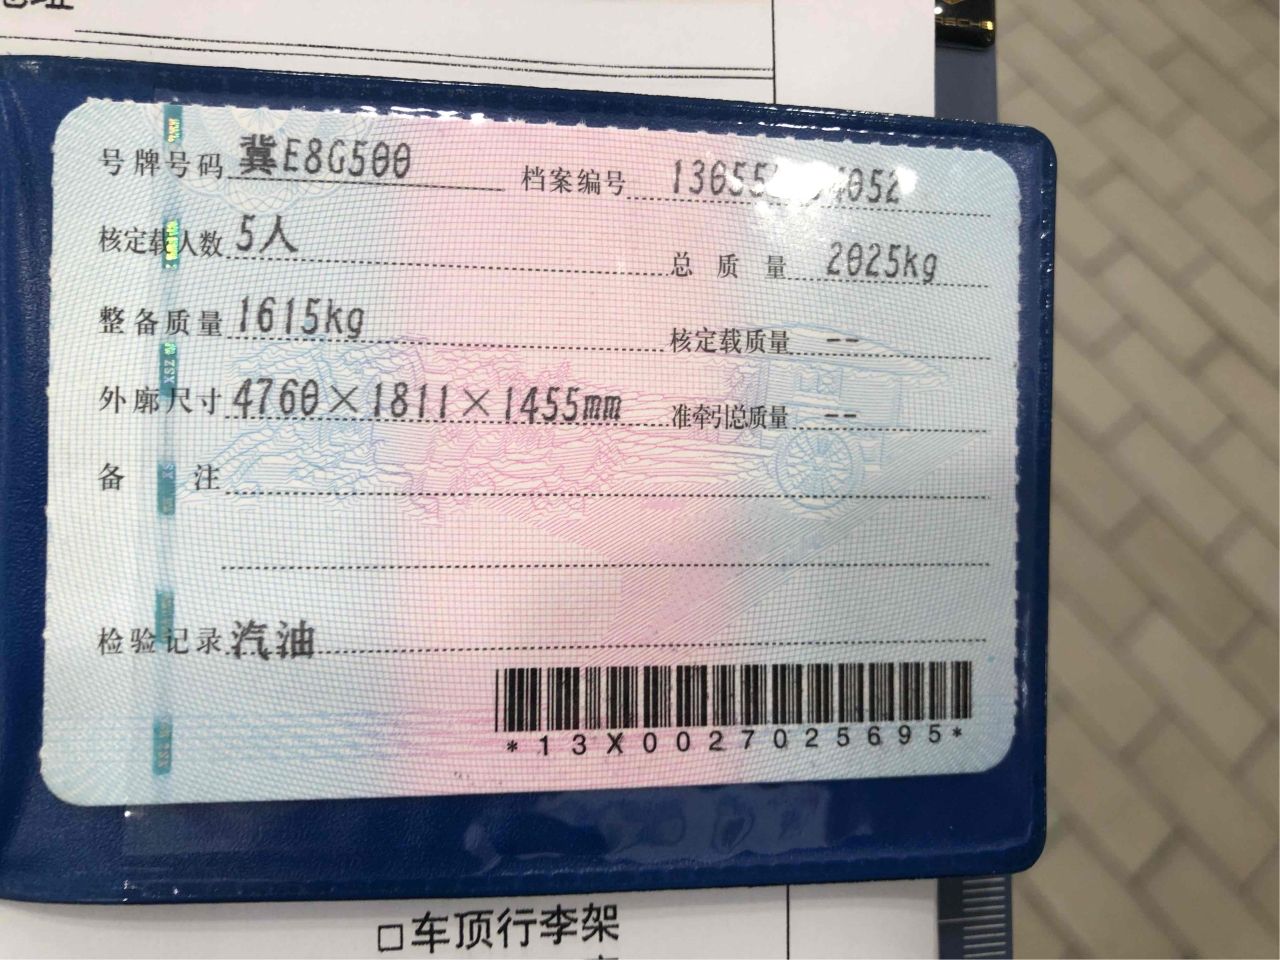 号牌号码 冀E8G500 档案编号
核定载人数 5人 总质量 2025kg
整备质量 1615kg 核定载质量 --
外廓尺寸 4760×1811×1455mm 准牵引总质量 --
备注
检验记录 汽油
*13X0027025695*
□车顶行李架